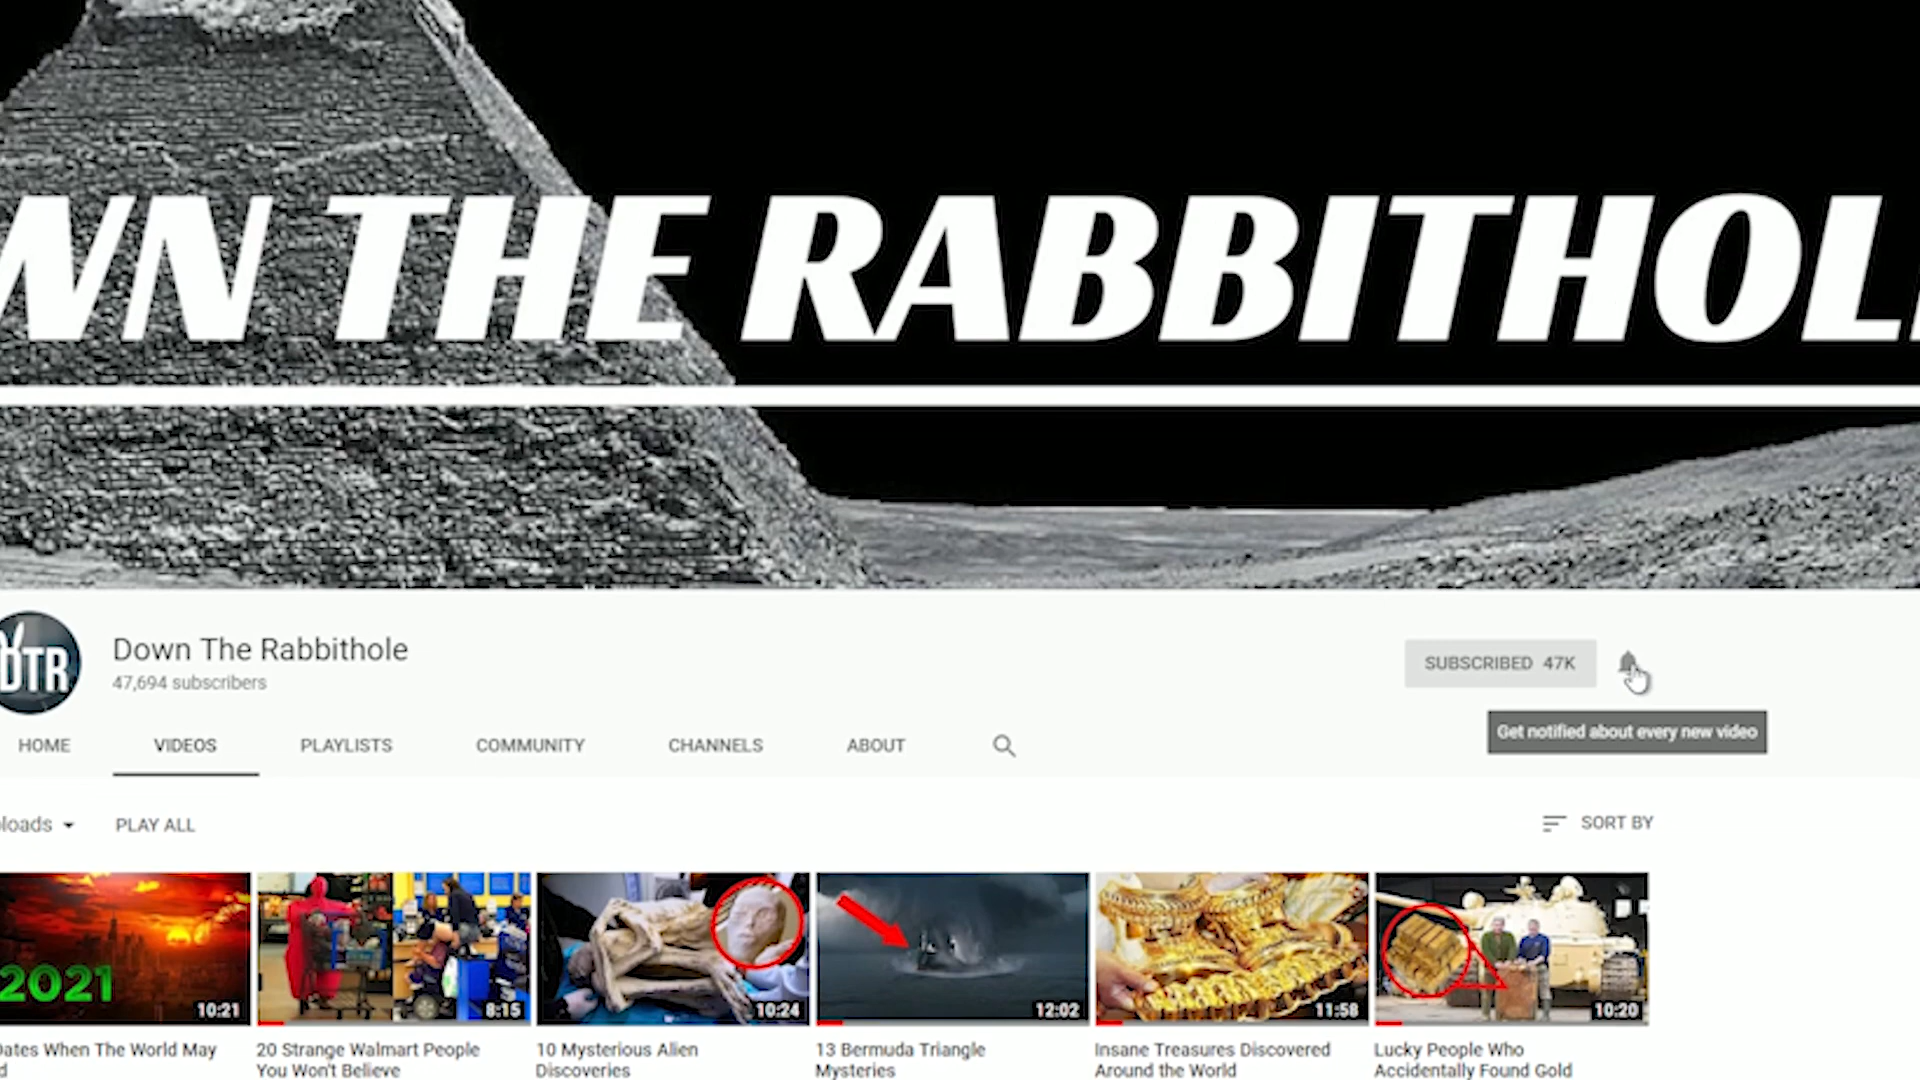 WN THE RABBITHOL
DTR
Down The Rabbithole
47,694 subscribers
SUBSCRIBED 47K
Get notified about every new video
HOME VIDEOS PLAYLISTS COMMUNITY CHANNELS ABOUT
loads PLAY ALL SORT BY
2021
10:21 8:15 10:24 12:02 11:58 10:20
Dates When The World May
d
20 Strange Walmart People
You Won't Believe
10 Mysterious Alien
Discoveries
13 Bermuda Triangle
Mysteries
Insane Treasures Discovered
Around the World
Lucky People Who
Accidentally Found Gold